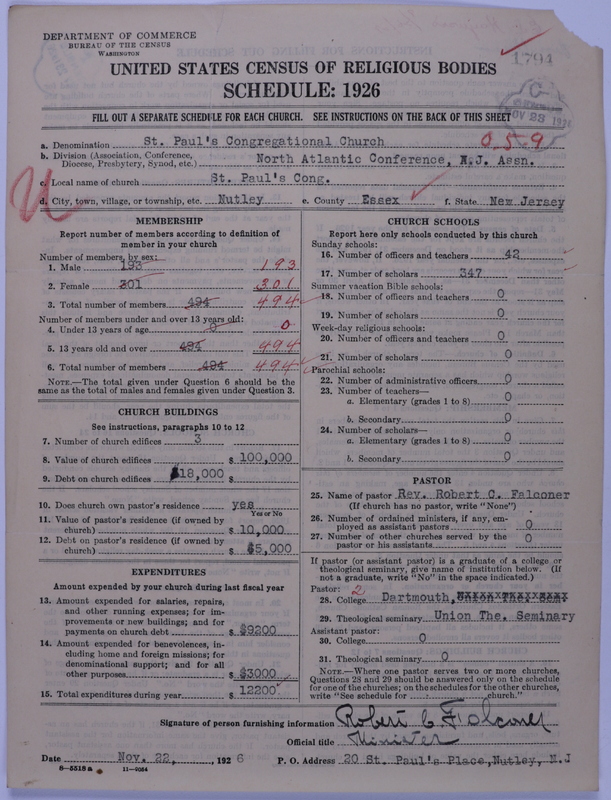 DEPARTMENT OF COMMERCE
BUREAU OF THE CENSUS
WASHINGTON
1794
UNITED STATES CENSUS OF RELIGIOUS BODIES
SCHEDULE: 1926
NOV 23 192
FILL OUT A SEPARATE SCHEDULE FOR EACH CHURCH. SEE INSTRUCTIONS ON THE BACK OF THIS SHEET
a. Denomination St. Paul's Congregational Church 0 5 9
b. Division (Association, Conference, Diocese, Presbytery, Synod, etc.) North Atlantic Conference, N.J. Assn.
c. Local name of church St. Paul's Cong.
d. City, town, village, or township, etc. Nutley e. County Essex f. State New Jersey
MEMBERSHIP
Report number of members according to definition of
member in your church
Number of members, by sex:
1. Male 193 193
2. Female 301 301
3. Total number of members 494 494
Number of members under and over 13 years old:
4. Under 13 years of age 0 0
5. 13 years old and over 494 494
6. Total number of members 494 494
NOTE.—The total given under Question 6 should be the
same as the total of males and females given under Question 3.
CHURCH BUILDINGS
See instructions, paragraphs 10 to 12
7. Number of church edifices 3
8. Value of church edifices $ 100,000
9. Debt on church edifices $18,000 $
10. Does church own pastor's residence yes
Yes or No
11. Value of pastor's residence (if owned by
church) $ 10,000
12. Debt on pastor's residence (if owned by
church) $ $5,000
EXPENDITURES
Amount expended by your church during last fiscal year
13. Amount expended for salaries, repairs,
and other running expenses; for im-
provements or new buildings; and for
payments on church debt $ $9200
14. Amount expended for benevolences, in-
cluding home and foreign missions; for
denominational support; and for all
other purposes $ $3000
15. Total expenditures during year $ 12200
CHURCH SCHOOLS
Report here only schools conducted by this church
Sunday schools:
16. Number of officers and teachers 42
17. Number of scholars 347
Summer vacation Bible schools:
18. Number of officers and teachers 0
19. Number of scholars 0
Week-day religious schools:
20. Number of officers and teachers 0
21. Number of scholars 0
Parochial schools:
22. Number of administrative officers 0
23. Number of teachers—
a. Elementary (grades 1 to 8) 0
b. Secondary 0
24. Number of scholars—
a. Elementary (grades 1 to 8) 0
b. Secondary 0
PASTOR
25. Name of pastor Rev. Robert C. Falconer
(If church has no pastor, write "None")
26. Number of ordained ministers, if any, em-
ployed as assistant pastors 0
27. Number of other churches served by the
pastor or his assistants 0
If pastor (or assistant pastor) is a graduate of a college or
theological seminary, give name of institution below. (If
not a graduate, write "No" in the space indicated.)
Pastor: 2
28. College Dartmouth,
29. Theological seminary Union The. Seminary
Assistant pastor:
30. College 0
31. Theological seminary 0
NOTE.—Where one pastor serves two or more churches,
Questions 28 and 29 should be answered only on the schedule
for one of the churches; on the schedules for the other churches,
write "See schedule for church."
Signature of person furnishing information Robert C Falconer
Official title Minister
Date Nov. 22, 1926 P. O. Address 20 St. Paul's Place, Nutley, N.J
8—5518 a 11—9054